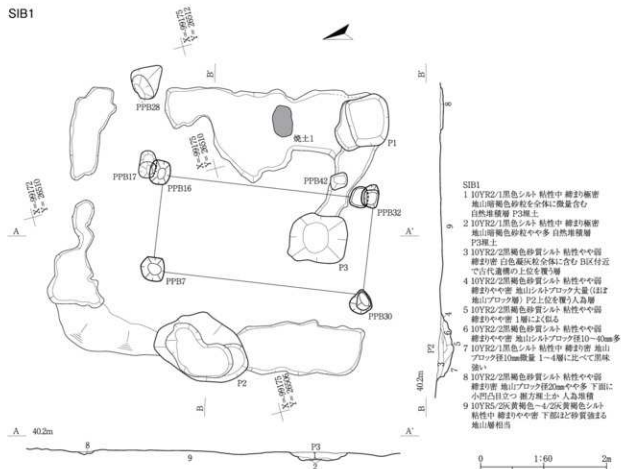 SIB1
X=-99175
Y= 26512
B'
B'
PPB28
焼土1
P1
X=-99175
Y= 26510
PPB17
PPB16
PPB42
PPB32
X=-99172
Y= 26510
A
A'
P3
PPB7
PPB30
P2
B
B
40.2m
A 40.2m
A'
P3
8
9
1
2
8
9
4
6
5
3
7
P2
SIB1
1 10YR2/1黒色シルト 粘性中 締まり極密
地山暗褐色砂粒を全体に微量含む
自然堆積層 P3埋土
2 10YR2/1黒色シルト 粘性中 締まり極密
地山暗褐色砂粒やや多 自然堆積層
P3埋土
3 10YR2/2黒褐色砂質シルト 粘性やや弱
締まり密 白色凝灰粒全体に含む B区付近
で古代遺構の上位を覆う層
4 10YR2/2黒褐色砂質シルト 粘性やや弱
締まりやや密 地山シルトブロック大量(ほぼ
地山ブロック層) P2上位を覆う人為層
5 10YR2/2黒褐色砂質シルト 粘性やや弱
締まりやや密 1層によく似る
6 10YR2/2黒褐色砂質シルト 粘性やや弱
締まりやや密 地山シルトブロック径10～40㎜多
7 10YR2/1黒色シルト 粘性中 締まり密 地山
ブロック径10㎜微量 1～4層に比べて黒味
強い
8 10YR2/2黒褐色砂質シルト 粘性やや弱
締まり密 地山ブロック径20㎜やや多 下面に
小凹凸目立つ 掘方埋土か 人為堆積
9 10YR5/2灰黄褐色～4/2灰黄褐色シルト
粘性中 締まりやや密 下部ほど砂質強まる
地山層相当
0 1:60 2m